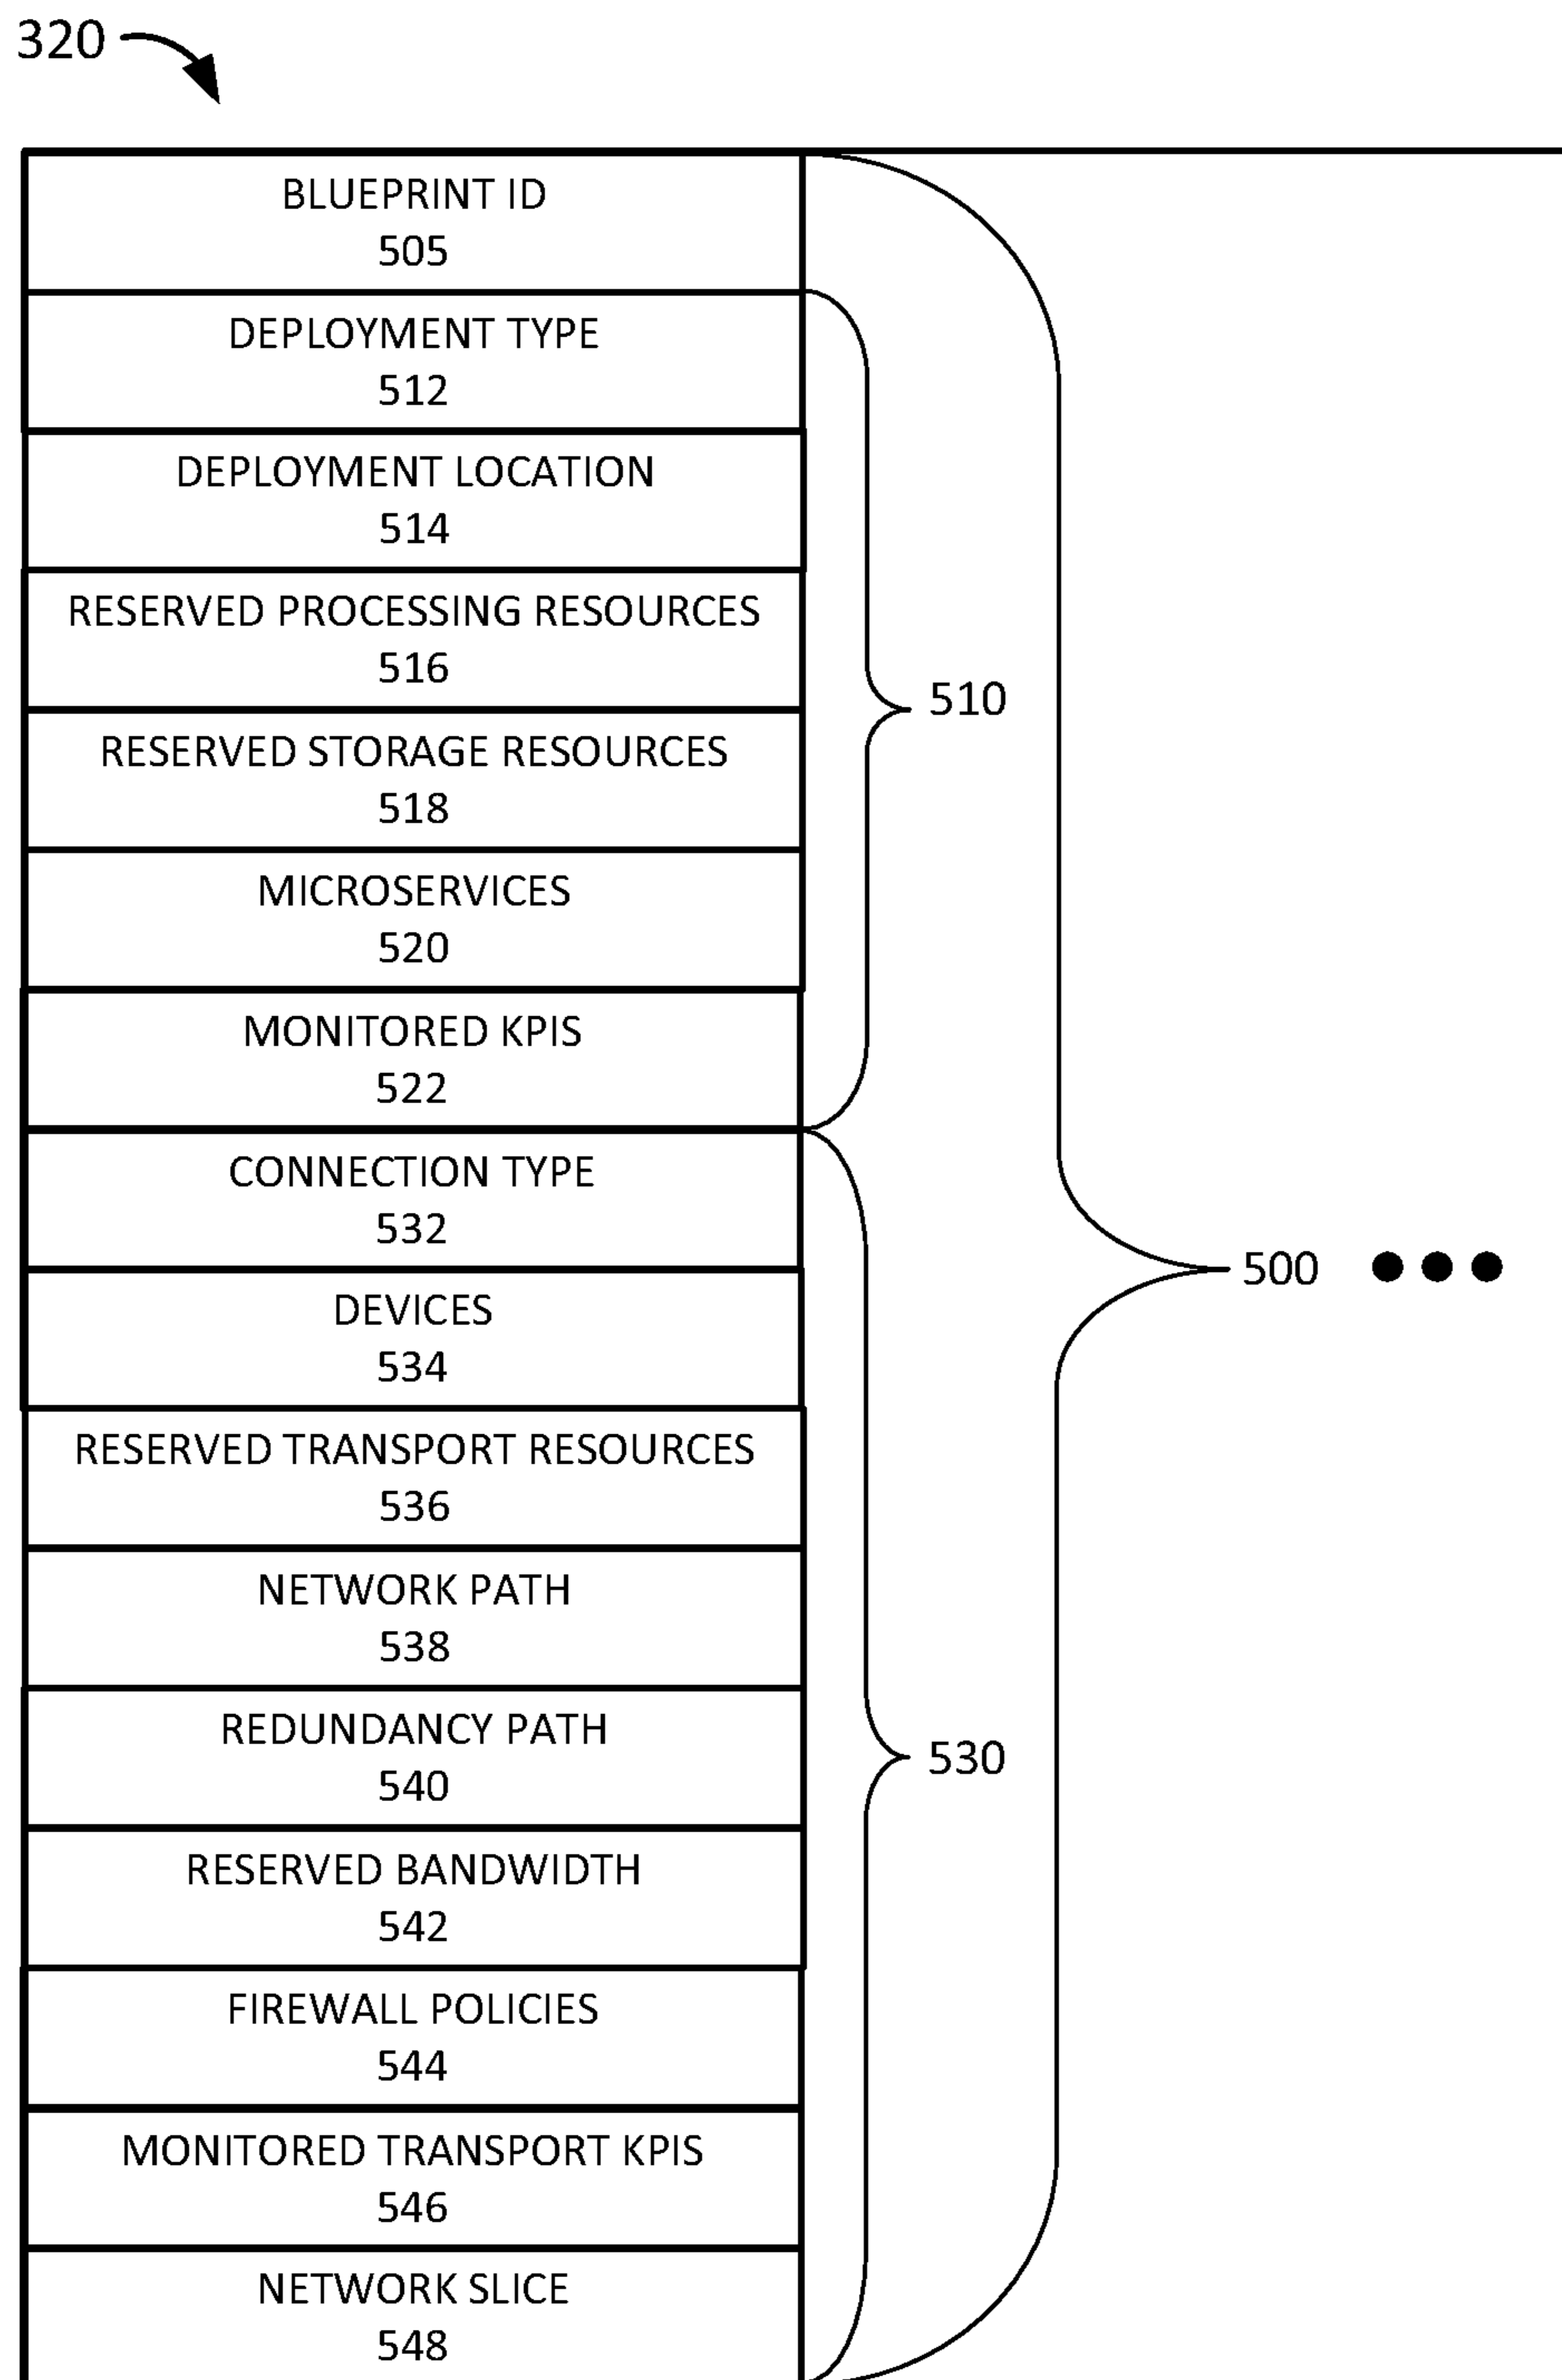 320
BLUEPRINT ID
505
DEPLOYMENT TYPE
512
DEPLOYMENT LOCATION
514
RESERVED PROCESSING RESOURCES
516
510
RESERVED STORAGE RESOURCES
518
MICROSERVICES
520
MONITORED KPIS
522
CONNECTION TYPE
532
500
DEVICES
534
RESERVED TRANSPORT RESOURCES
536
NETWORK PATH
538
REDUNDANCY PATH
540
530
RESERVED BANDWIDTH
542
FIREWALL POLICIES
544
MONITORED TRANSPORT KPIS
546
NETWORK SLICE
548